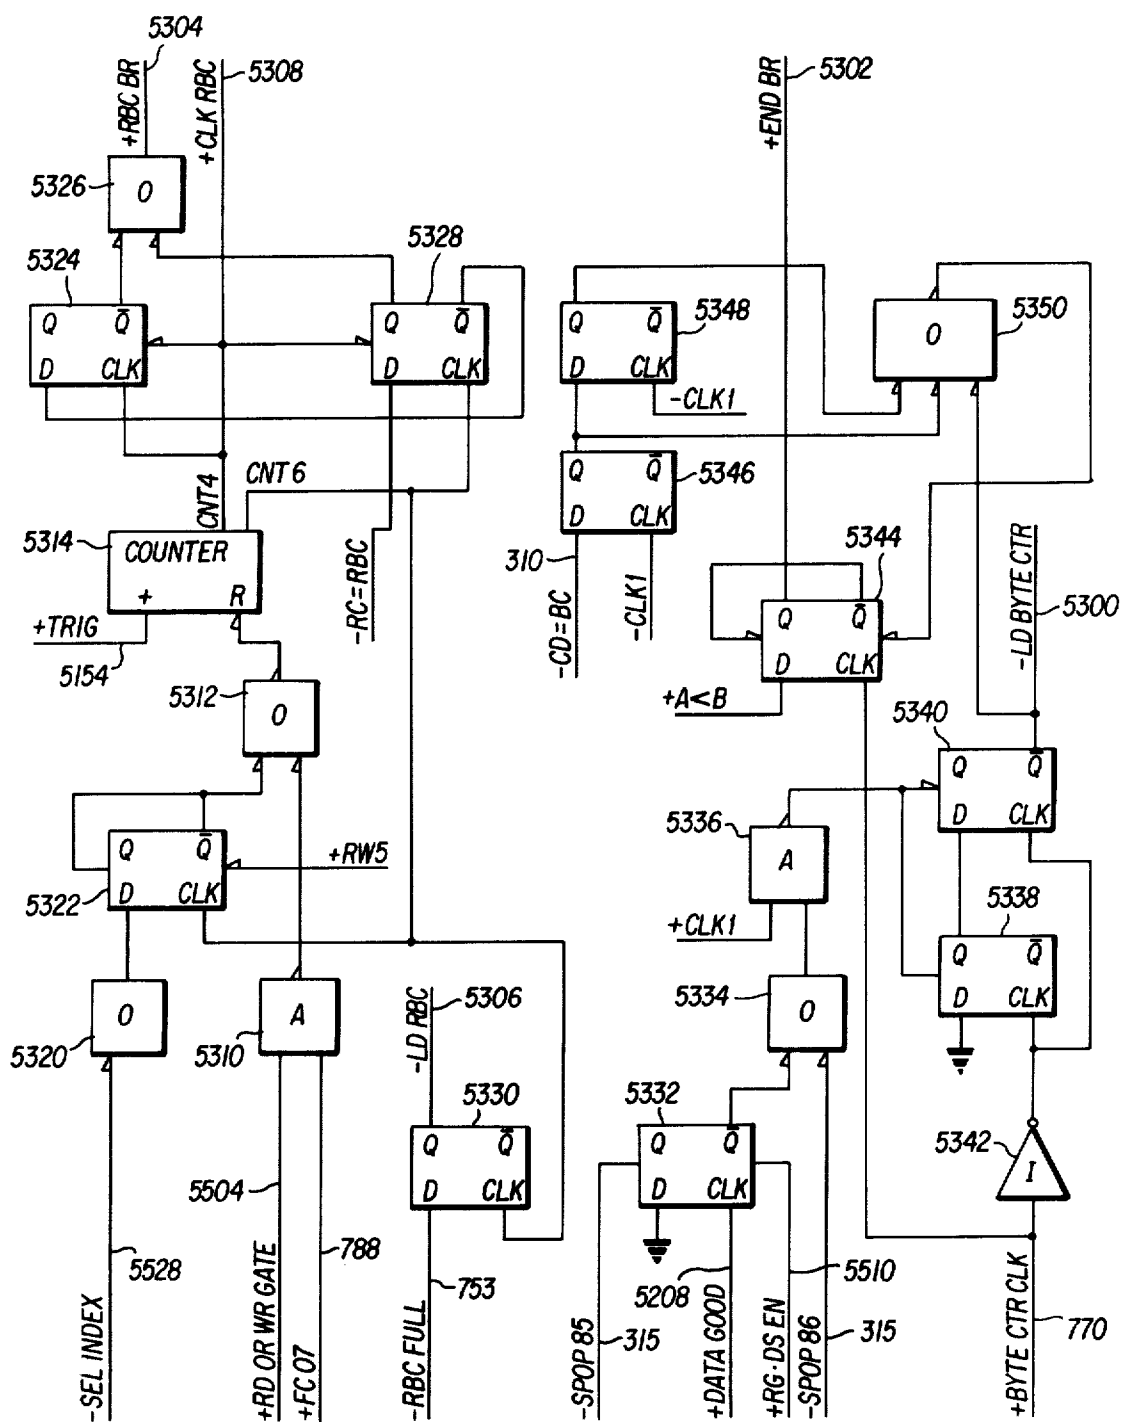 5304
+RBC BR
+CLK RBC
5308
+END BR
5302
5326
O
5324
Q Q̅
D CLK
5328
Q Q̅
D CLK
Q Q̅
D CLK
5348
-CLK1
O
5350
CNT4
CNT 6
Q Q̅
D CLK
5346
5314
COUNTER
+ R
+TRIG
5154
-RC=RBC
310
-CD=BC
-CLK1
5344
Q Q̅
D CLK
+A<B
-LD BYTE CTR
5300
5312
O
5340
Q Q̅
D CLK
5336
A
+CLK1
Q Q̅
D CLK
5322
+RW5
5338
Q Q̅
D CLK
5320
O
5310
A
-LD RBC
5306
5334
O
5330
Q Q̅
D CLK
5332
Q Q̅
D CLK
5342
I
5504
788
5528
753
5208
5510
315
315
770
-SEL INDEX
+RD OR WR GATE
+FC 07
-RBC FULL
-SPOP 85
+DATA GOOD
+RG·DS EN
-SPOP 86
+BYTE CTR CLK